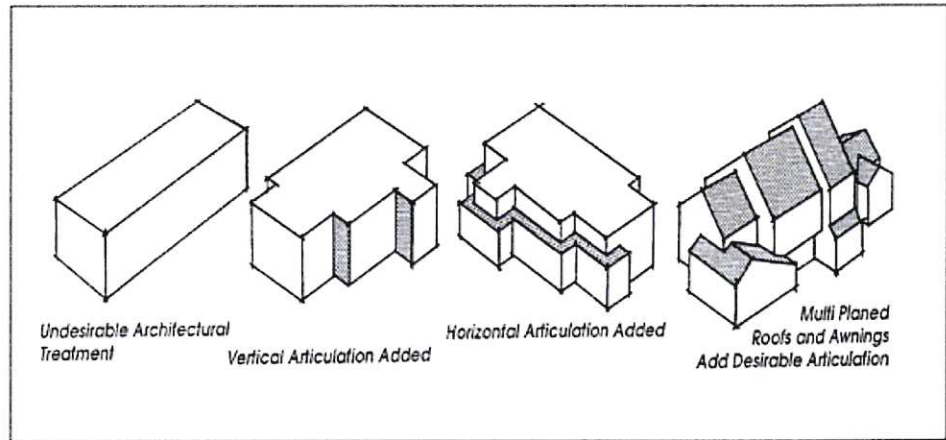 Undesirable Architectural
Treatment
Vertical Articulation Added
Horizontal Articulation Added
Multi Planed
Roofs and Awnings
Add Desirable Articulation